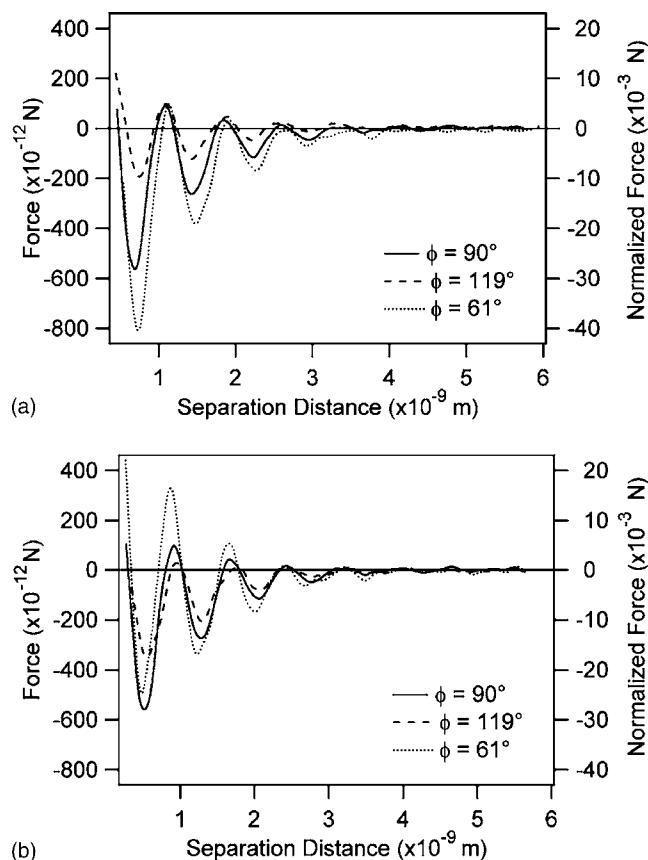 400
200
0
-200
-400
-600
-800
Force (x10⁻¹² N)
20
10
0
-10
-20
-30
-40
Normalized Force (x10⁻³ N)
ϕ = 90°
ϕ = 119°
ϕ = 61°
1 2 3 4 5 6
Separation Distance (x10⁻⁹ m)
(a)
400
200
0
-200
-400
-600
-800
Force (x10⁻¹² N)
20
10
0
-10
-20
-30
-40
Normalized Force (x10⁻³ N)
ϕ = 90°
ϕ = 119°
ϕ = 61°
1 2 3 4 5 6
Separation Distance (x10⁻⁹ m)
(b)